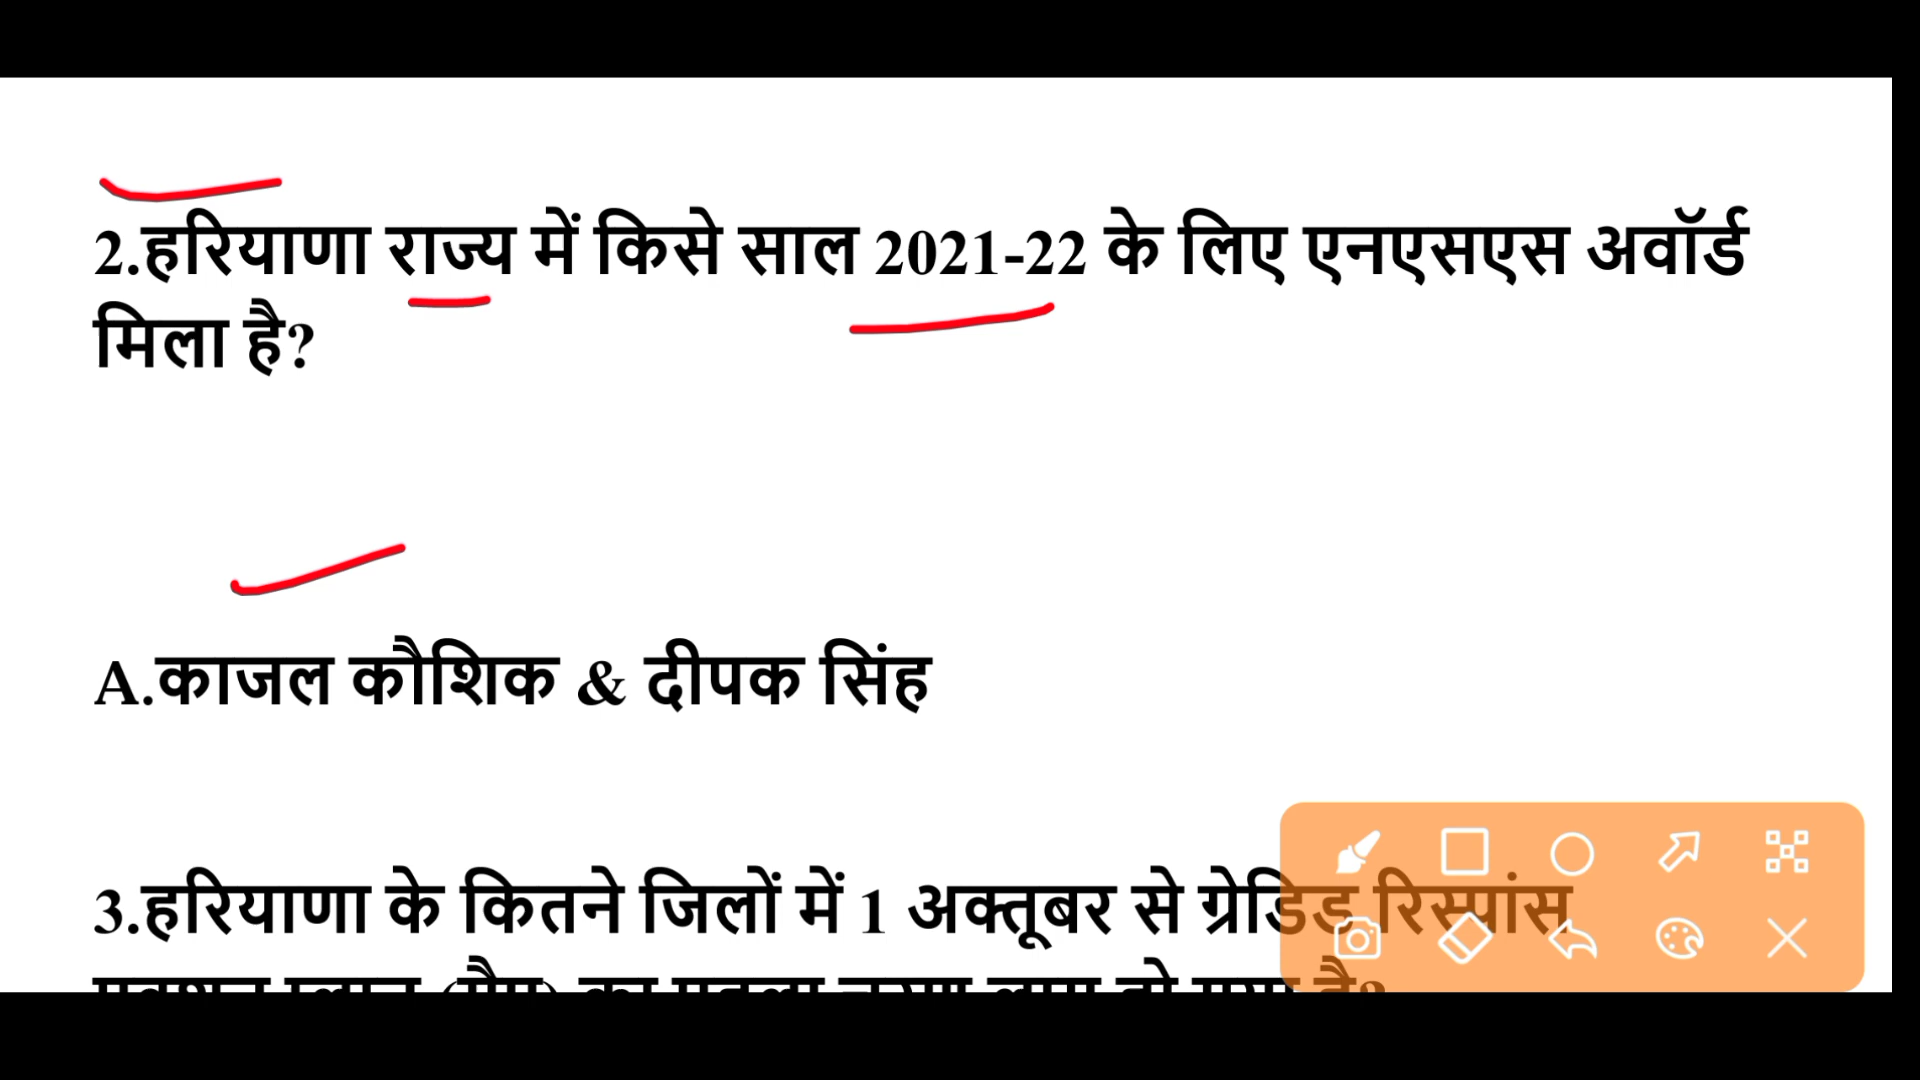 2.हरियाणा राज्य में किसे साल 2021-22 के लिए एनएसएस अवॉर्ड
मिला है?
A.काजल कौशिक & दीपक सिंह
3.हरियाणा के कितने जिलों में 1 अक्तूबर से ग्रेडिड रिस्पांस